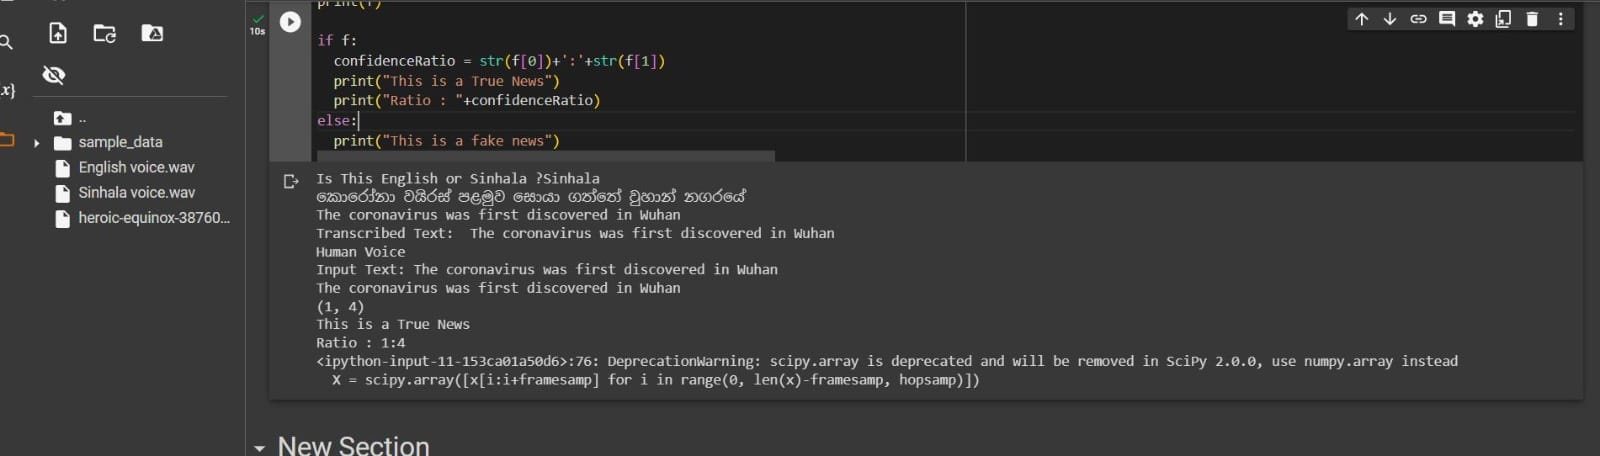 print(f)
10s
if f:
confidenceRatio = str(f[0])+':'+str(f[1])
print("This is a True News")
print("Ratio : "+confidenceRatio)
else:
print("This is a fake news")
{x}
..
sample_data
English voice.wav
Sinhala voice.wav
heroic-equinox-38760...
Is This English or Sinhala ?Sinhala
කොරෝනා වයිරස් පළමුව සොයා ගත්තේ වුහාන් නගරයේ
The coronavirus was first discovered in Wuhan
Transcribed Text:  The coronavirus was first discovered in Wuhan
Human Voice
Input Text: The coronavirus was first discovered in Wuhan
The coronavirus was first discovered in Wuhan
(1, 4)
This is a True News
Ratio : 1:4
<ipython-input-11-153ca01a50d6>:76: DeprecationWarning: scipy.array is deprecated and will be removed in SciPy 2.0.0, use numpy.array instead
X = scipy.array([x[i:i+framesamp] for i in range(0, len(x)-framesamp, hopsamp)])
New Section